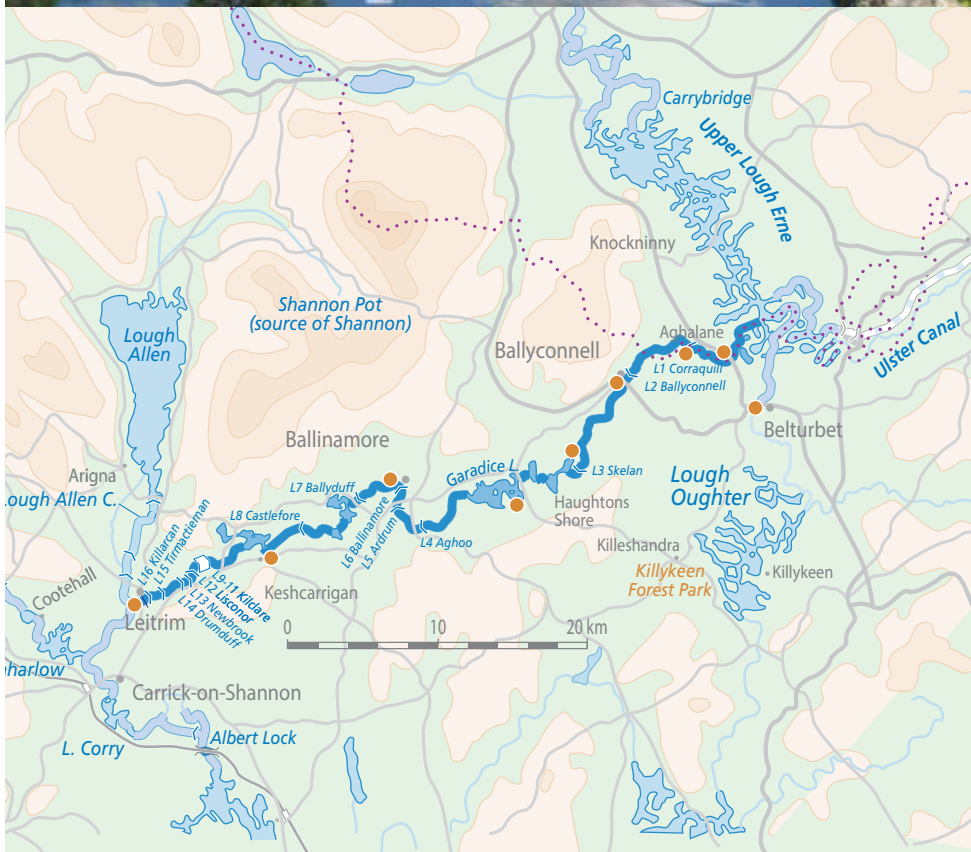 Carrybridge
Upper Lough Erne
Knockninny
Shannon Pot
(source of Shannon)
Lough
Allen
Aghalane
Ballyconnell
L1 Corraquill
L2 Ballyconnell
Ulster Canal
Belturbet
Ballinamore
Arigna
Lough Allen C.
Garadice L.
L3 Skelan
Lough
Oughter
L7 Ballyduff
Haughtons
Shore
L8 Castlefore
L6 Ballinamore
L5 Ardrum
L4 Aghoo
Killeshandra
Killykeen
Forest Park
Killykeen
L16 Killarcan
L15 Tirmactiernan
L9-11 Kilclare
L12 Lisconor
L13 Newbrook
L14 Drumduff
Keshcarrigan
Cootehall
Leitrim
0 10 20 km
harlow
Carrick-on-Shannon
L. Corry
Albert Lock